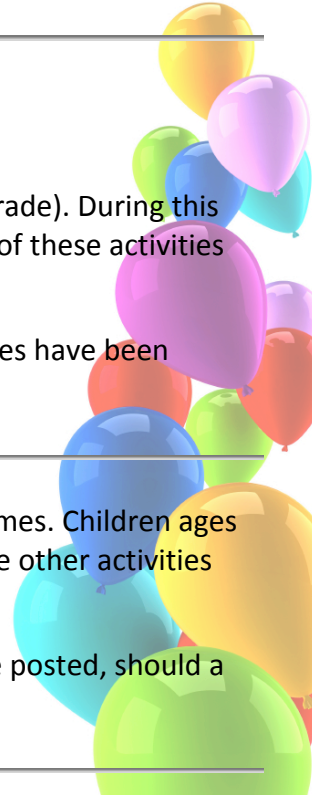 rade). During this
of these activities
es have been
mes. Children ages
e other activities
e posted, should a